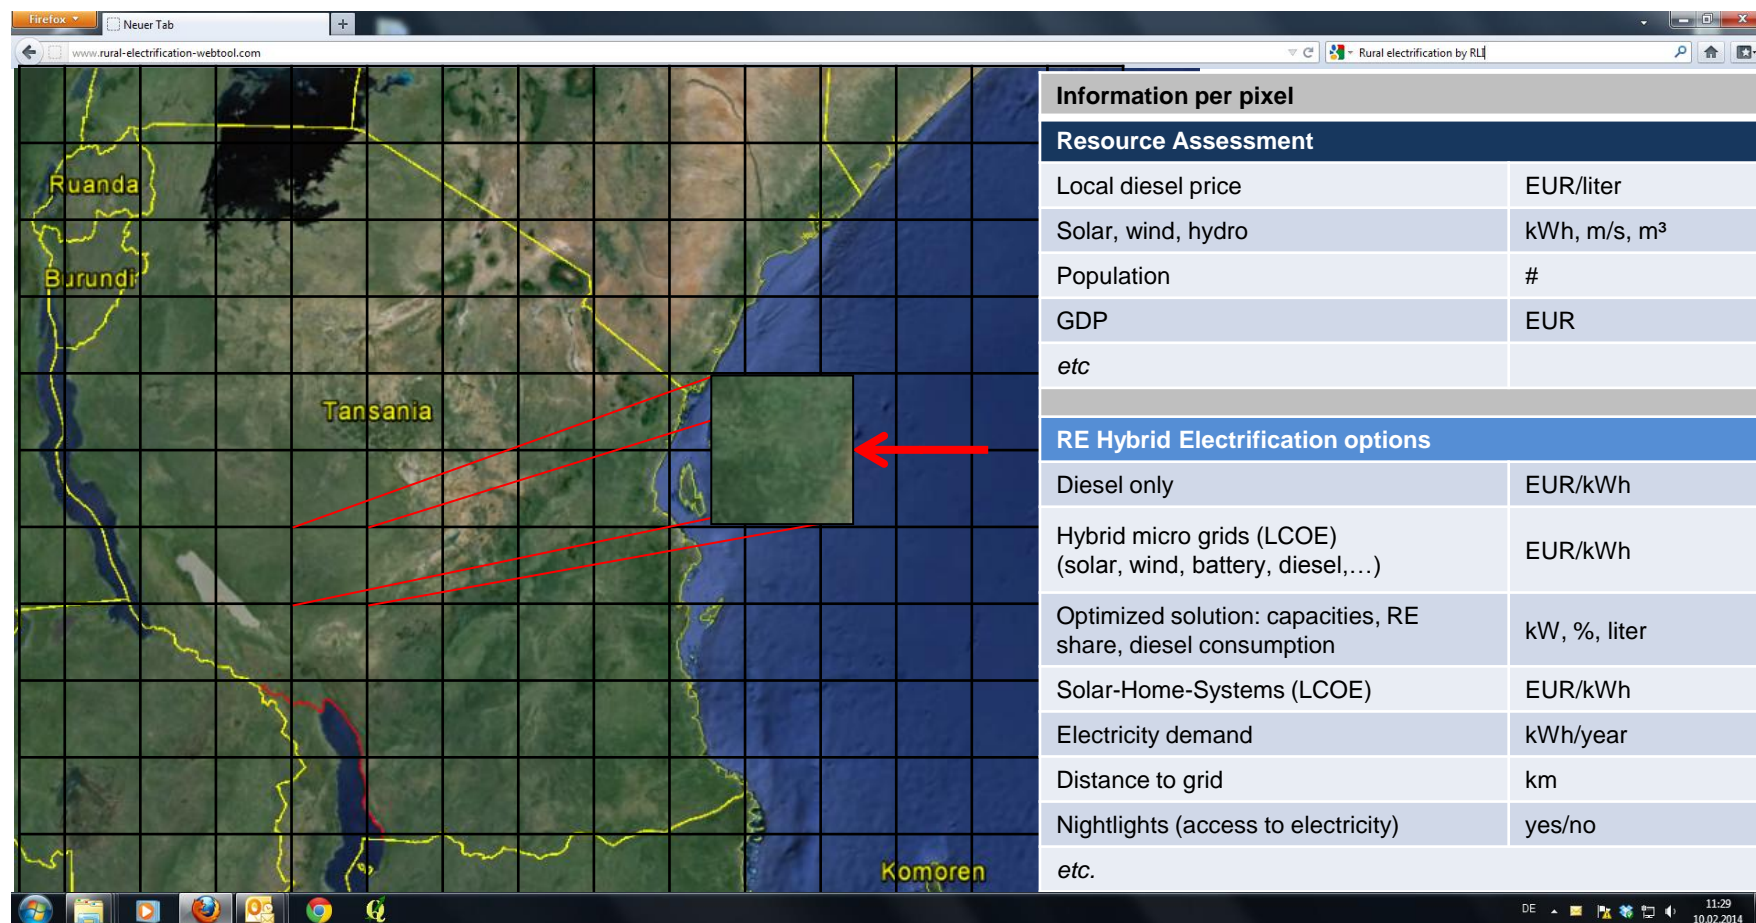 Firefox
Neuer Tab
www.rural-electrification-webtool.com
Rural electrification by RLI
Ruanda
Burundi
Tansania
Komoren
Information per pixel
Resource Assessment
Local diesel price EUR/liter
Solar, wind, hydro kWh, m/s, m³
Population #
GDP EUR
etc
RE Hybrid Electrification options
Diesel only EUR/kWh
Hybrid micro grids (LCOE)
(solar, wind, battery, diesel,…) EUR/kWh
Optimized solution: capacities, RE
share, diesel consumption kW, %, liter
Solar-Home-Systems (LCOE) EUR/kWh
Electricity demand kWh/year
Distance to grid km
Nightlights (access to electricity) yes/no
etc.
DE
11:29
10.02.2014